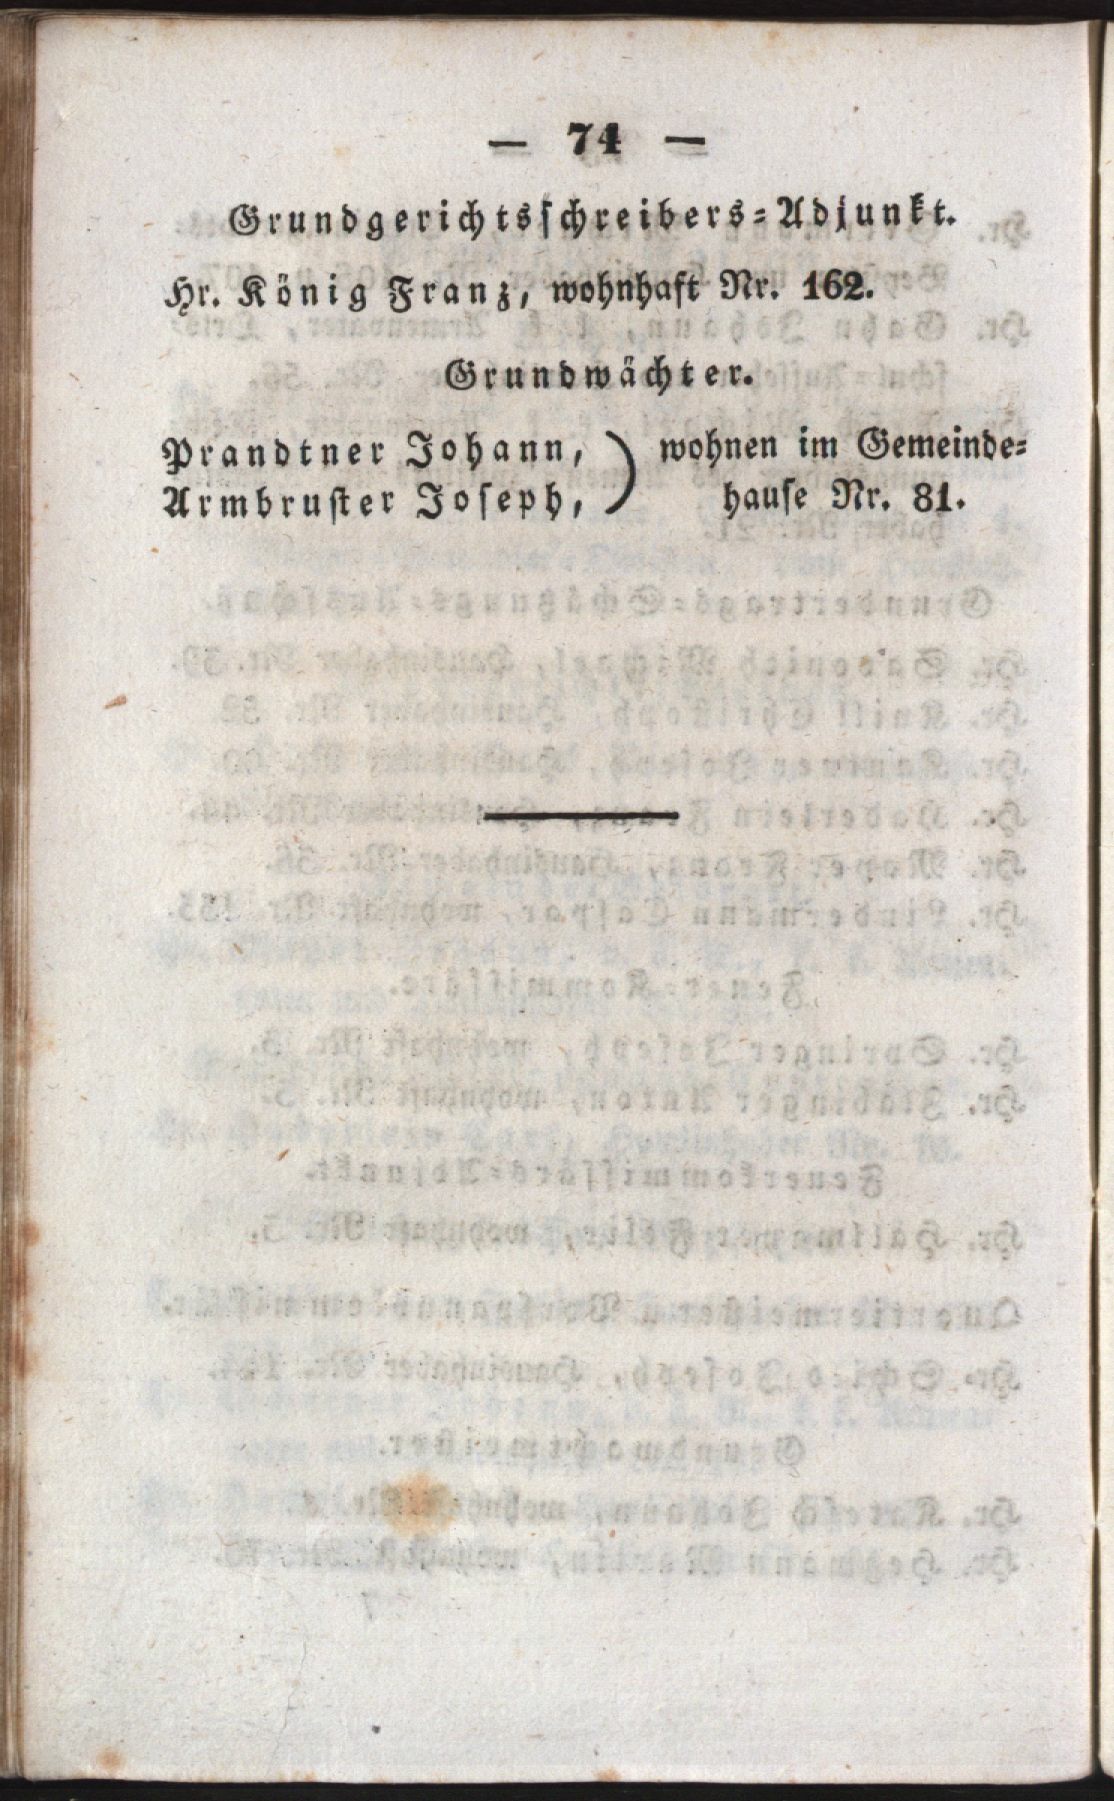 — 74 —
Grundgerichtsschreibers-Adjunkt.
Hr. König Franz, wohnhaft Nr. 162.
Grundwächter.
Prandtner Johann, ) wohnen im Gemeinde-
Armbruster Joseph, ) hause Nr. 81.